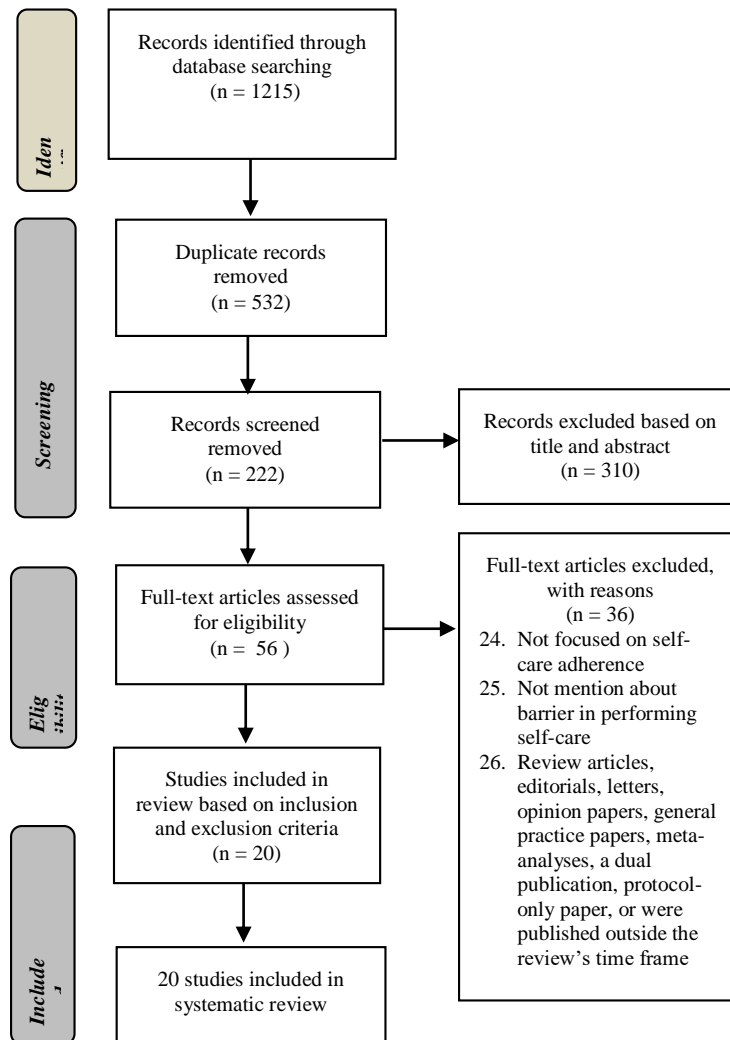 Iden
Records identified through
database searching
(n = 1215)
Screening
Duplicate records
removed
(n = 532)
Records screened
removed
(n = 222)
Records excluded based on
title and abstract
(n = 310)
Elig
Full-text articles assessed
for eligibility
(n =  56 )
Full-text articles excluded,
with reasons
(n = 36)
24. Not focused on self-
care adherence
25. Not mention about
barrier in performing
self-care
26. Review articles,
editorials, letters,
opinion papers, general
practice papers, meta-
analyses, a dual
publication, protocol-
only paper, or were
published outside the
review’s time frame
Studies included in
review based on inclusion
and exclusion criteria
(n = 20)
Include
20 studies included in
systematic review